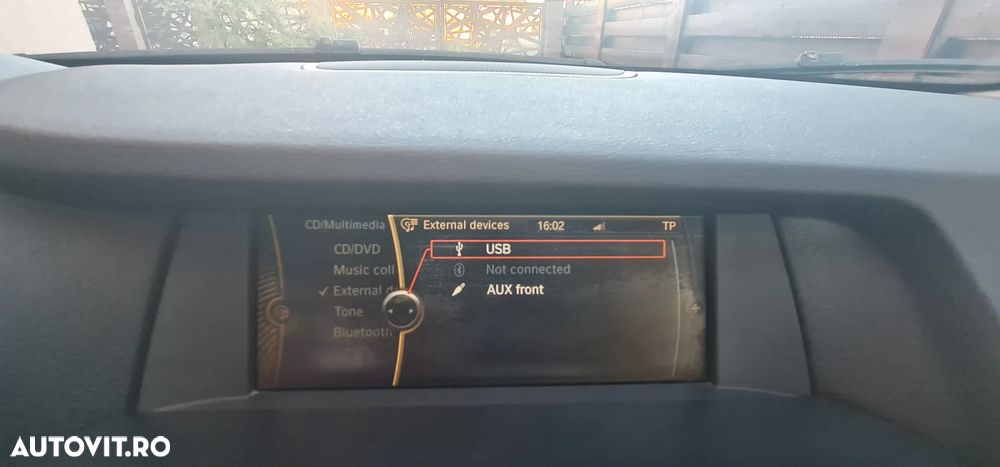 CD/Multimedia
CD/DVD
Music coll
External d
Tone
Bluetooth
External devices 16:02 TP
USB
Not connected
AUX front
AUTOVIT.RO